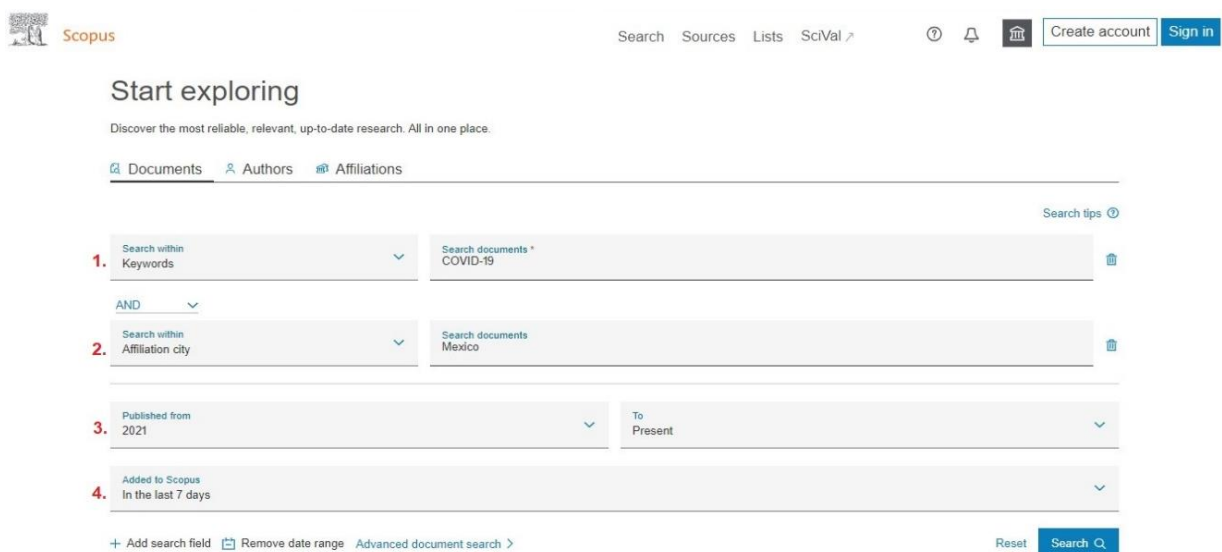 Scopus
Search Sources Lists SciVal ↗
Create account Sign in
Start exploring
Discover the most reliable, relevant, up-to-date research. All in one place.
Documents Authors Affiliations
Search tips
1. Search within
Keywords
Search documents *
COVID-19
AND
2. Search within
Affiliation city
Search documents
Mexico
3. Published from
2021
To
Present
4. Added to Scopus
In the last 7 days
+ Add search field Remove date range Advanced document search >
Reset Search